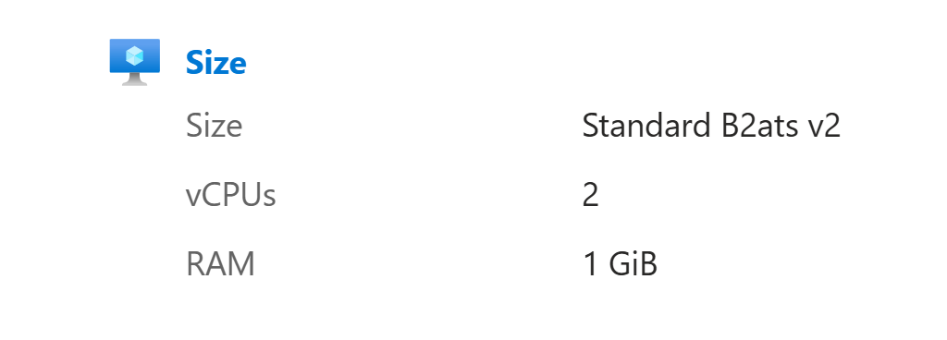 Size
Size Standard B2ats v2
vCPUs 2
RAM 1 GiB